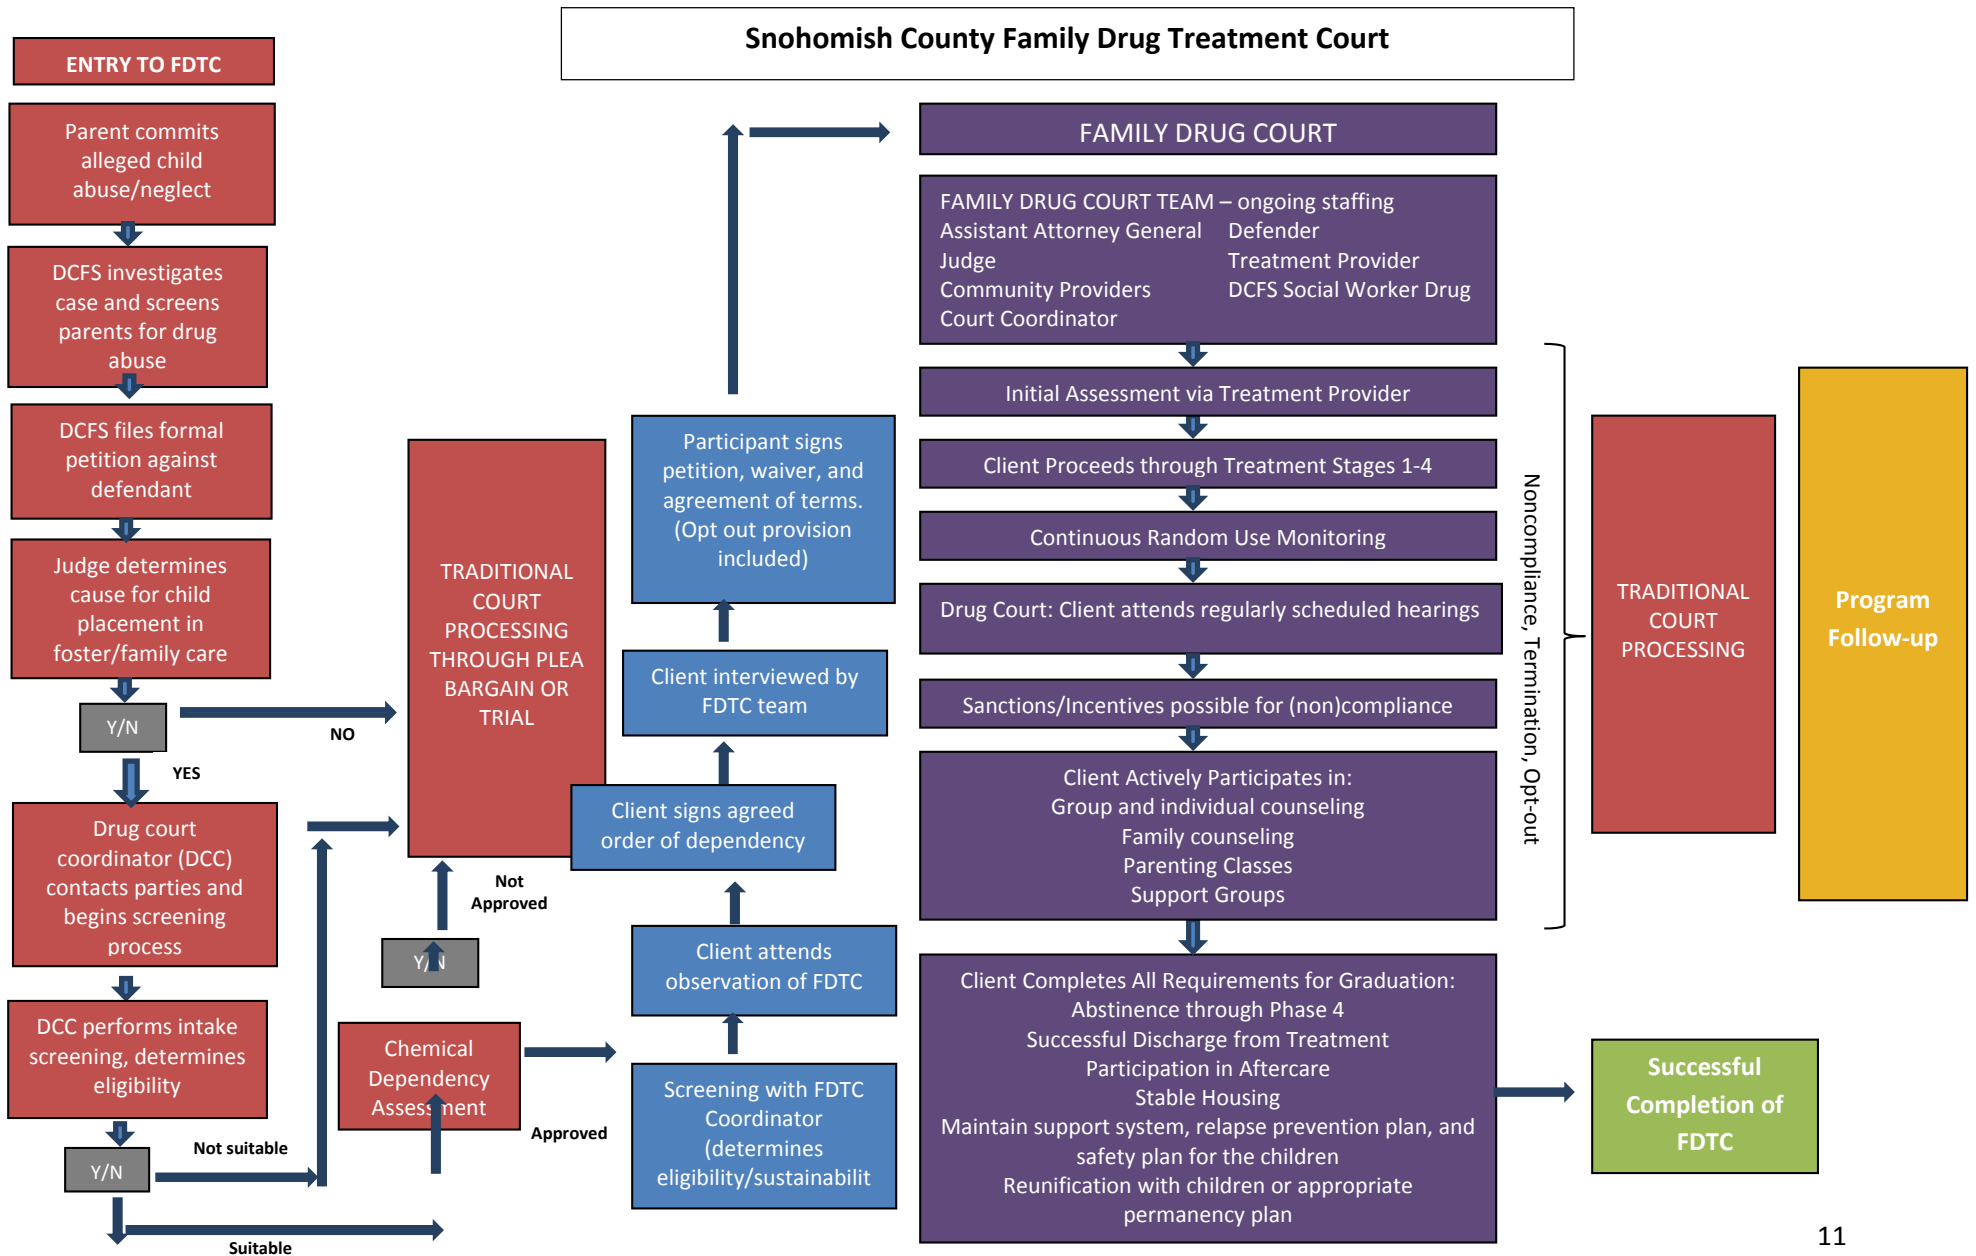 Snohomish County Family Drug Treatment Court
ENTRY TO FDTC
Parent commits
alleged child
abuse/neglect
DCFS investigates
case and screens
parents for drug
abuse
DCFS files formal
petition against
defendant
Judge determines
cause for child
placement in
foster/family care
Y/N
NO
YES
Drug court
coordinator (DCC)
contacts parties and
begins screening
process
DCC performs intake
screening, determines
eligibility
Y/N
Not suitable
Suitable
TRADITIONAL
COURT
PROCESSING
THROUGH PLEA
BARGAIN OR
TRIAL
Not
Approved
Y/N
Chemical
Dependency
Assessment
Approved
Participant signs
petition, waiver, and
agreement of terms.
(Opt out provision
included)
Client interviewed by
FDTC team
Client signs agreed
order of dependency
Client attends
observation of FDTC
Screening with FDTC
Coordinator
(determines
eligibility/sustainabilit
FAMILY DRUG COURT
FAMILY DRUG COURT TEAM – ongoing staffing
Assistant Attorney General Defender
Judge Treatment Provider
Community Providers DCFS Social Worker Drug
Court Coordinator
Initial Assessment via Treatment Provider
Client Proceeds through Treatment Stages 1-4
Continuous Random Use Monitoring
Drug Court: Client attends regularly scheduled hearings
Sanctions/Incentives possible for (non)compliance
Client Actively Participates in:
Group and individual counseling
Family counseling
Parenting Classes
Support Groups
Client Completes All Requirements for Graduation:
Abstinence through Phase 4
Successful Discharge from Treatment
Participation in Aftercare
Stable Housing
Maintain support system, relapse prevention plan, and
safety plan for the children
Reunification with children or appropriate
permanency plan
Noncompliance, Termination, Opt-out
TRADITIONAL
COURT
PROCESSING
Program
Follow-up
Successful
Completion of
FDTC
11